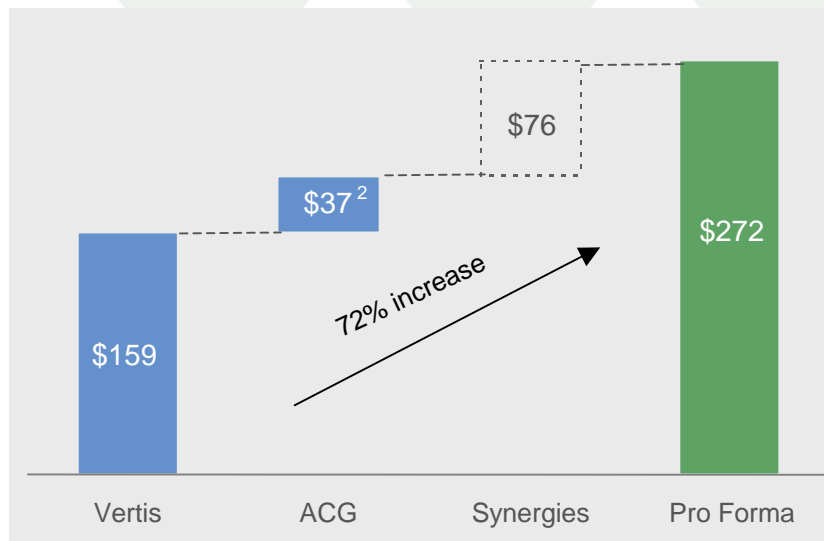 $76
$37 2
$272
72% increase
$159
Vertis
ACG
Synergies
Pro Forma